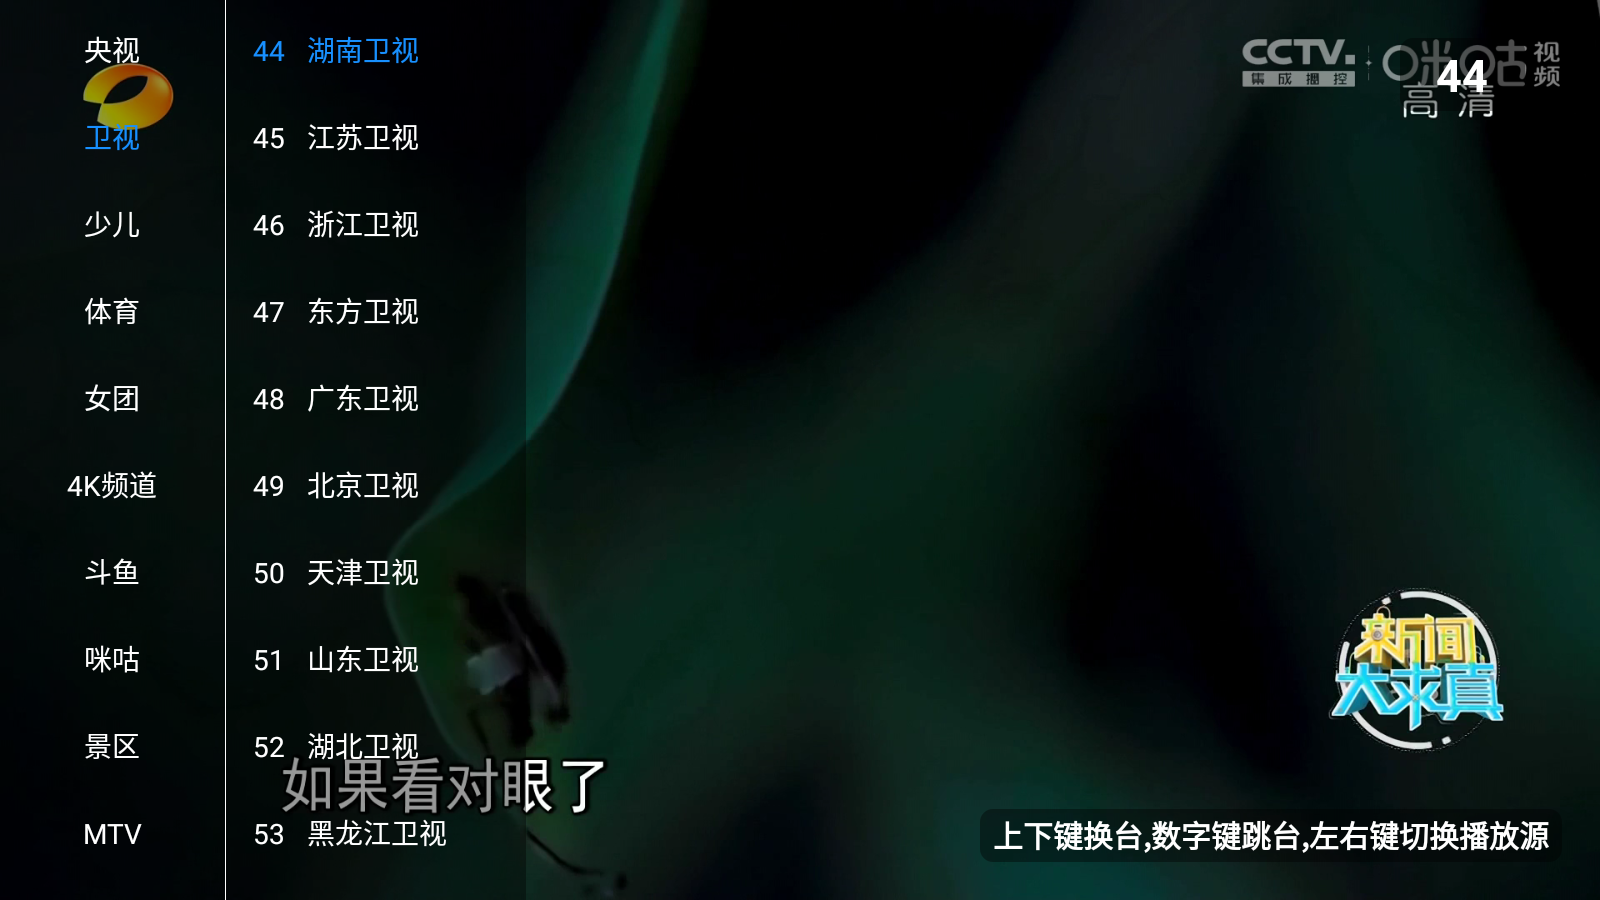 央视
卫视
少儿
体育
女团
4K频道
斗鱼
咪咕
景区
MTV
44 湖南卫视
45 江苏卫视
46 浙江卫视
47 东方卫视
48 广东卫视
49 北京卫视
50 天津卫视
51 山东卫视
52 湖北卫视
53 黑龙江卫视
CCTV. 咪咕视频
集成播控
44
高清
新闻
大求真
如果看对眼了
上下键换台,数字键跳台,左右键切换播放源